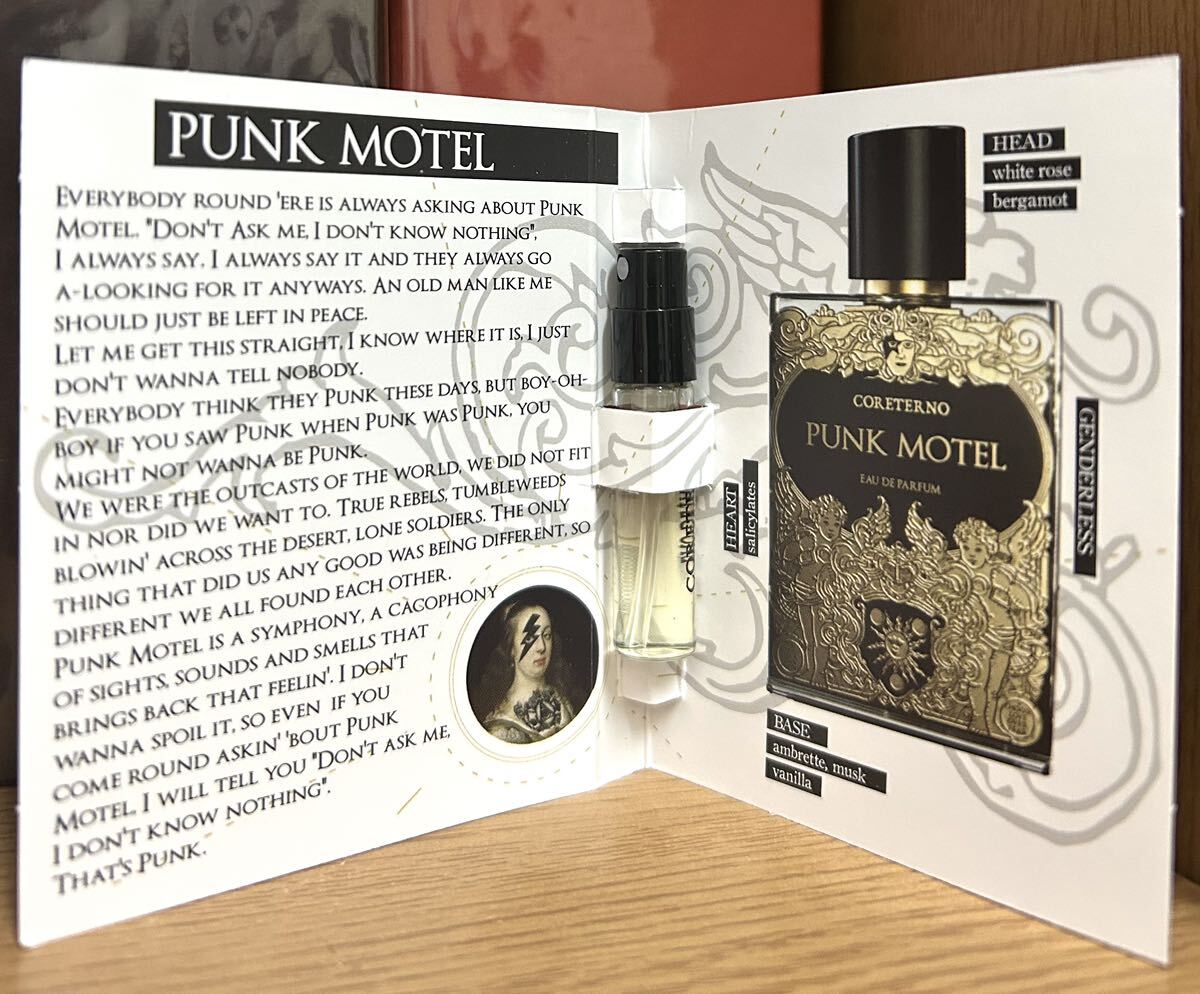 PUNK MOTEL
EVERYBODY ROUND 'ERE IS ALWAYS ASKING ABOUT PUNK
MOTEL. "DON'T ASK ME, I DON'T KNOW NOTHING",
I ALWAYS SAY. I ALWAYS SAY IT AND THEY ALWAYS GO
A-LOOKING FOR IT ANYWAYS. AN OLD MAN LIKE ME
SHOULD JUST BE LEFT IN PEACE.
LET ME GET THIS STRAIGHT, I KNOW WHERE IT IS, I JUST
DON'T WANNA TELL NOBODY.
EVERYBODY THINK THEY PUNK THESE DAYS, BUT BOY-OH-
BOY IF YOU SAW PUNK WHEN PUNK WAS PUNK, YOU
MIGHT NOT WANNA BE PUNK.
WE WERE THE OUTCASTS OF THE WORLD, WE DID NOT FIT
IN NOR DID WE WANT TO. TRUE REBELS, TUMBLEWEEDS
BLOWIN' ACROSS THE DESERT, LONE SOLDIERS. THE ONLY
THING THAT DID US ANY GOOD WAS BEING DIFFERENT, SO
DIFFERENT WE ALL FOUND EACH OTHER.
PUNK MOTEL IS A SYMPHONY, A CACOPHONY
OF SIGHTS, SOUNDS AND SMELLS THAT
BRINGS BACK THAT FEELIN'. I DON'T
WANNA SPOIL IT, SO EVEN IF YOU
COME ROUND ASKIN' 'BOUT PUNK
MOTEL, I WILL TELL YOU "DON'T ASK ME,
I DON'T KNOW NOTHING".
THAT'S PUNK.
HEAD
white rose
bergamot
CORETERNO
PUNK MOTEL
EAU DE PARFUM
GENDERLESS
HEART
salicylates
BASE
ambrette, musk
vanilla